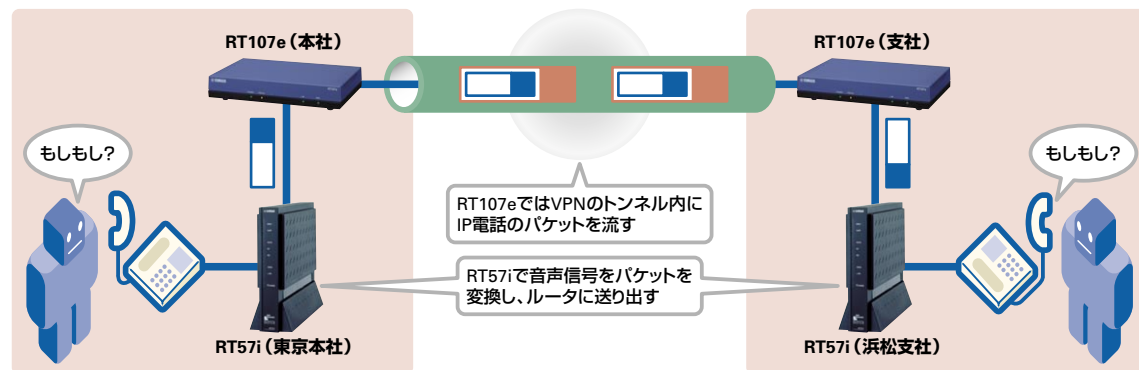 RT107e（本社）
RT107e（支社）
もしもし？
もしもし？
RT107eではVPNのトンネル内に
IP電話のパケットを流す
RT57iで音声信号をパケットを
変換し、ルータに送り出す
RT57i（東京本社）
RT57i（浜松支社）